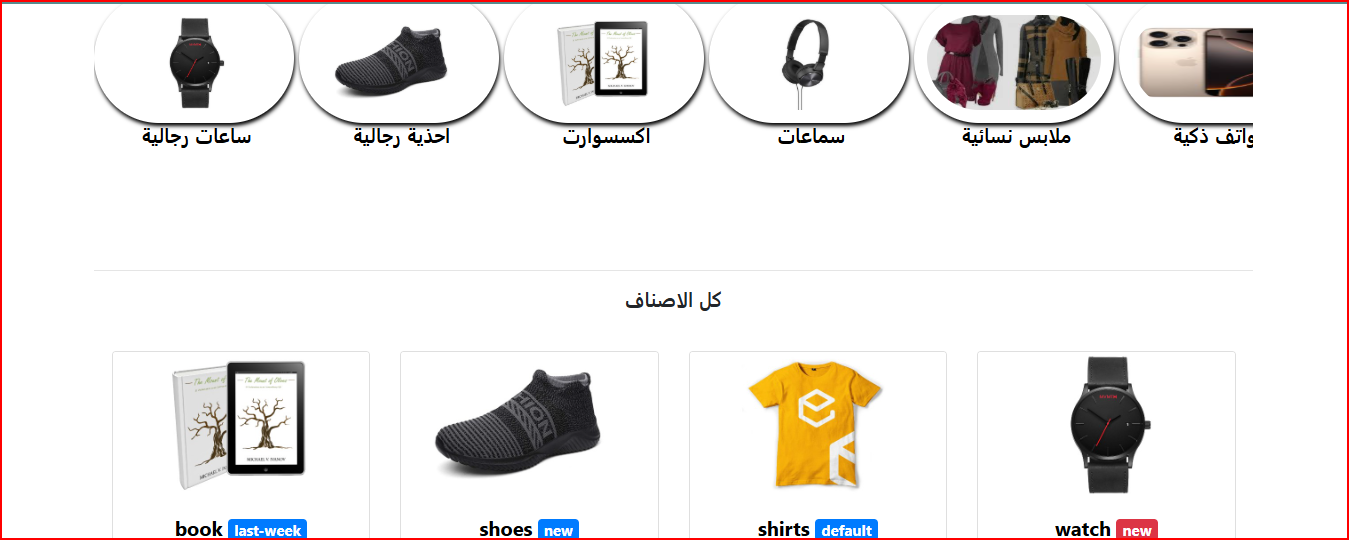 ساعات رجالية
احذية رجالية
اكسسوارت
سماعات
ملابس نسائية
واتف ذكية
كل الاصناف
book last-week
shoes new
shirts default
watch new